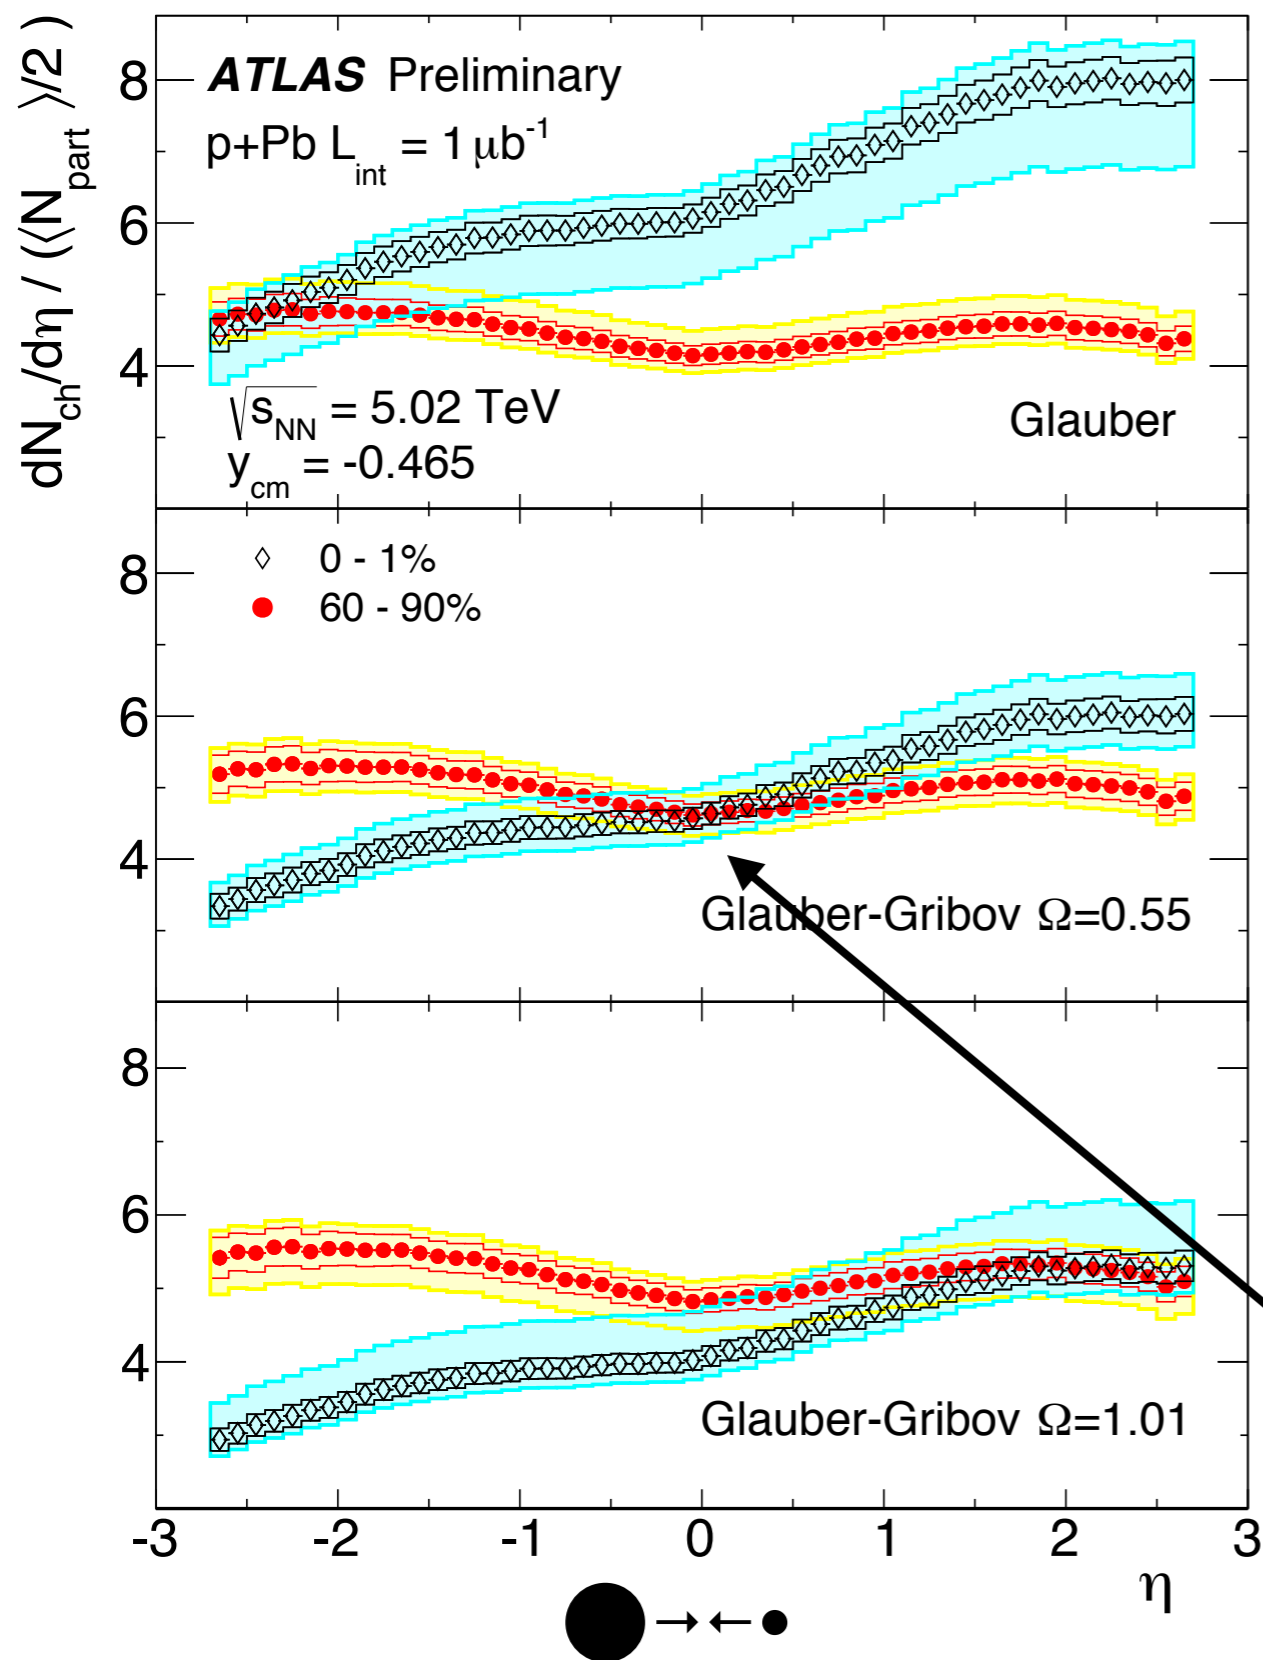 dN_ch/dη / (⟨N_part⟩/2 )
8
6
4
ATLAS Preliminary
p+Pb L_int = 1 μb^-1
√s_NN = 5.02 TeV
y_cm = -0.465
Glauber
8
6
4
0 - 1%
60 - 90%
Glauber-Gribov Ω=0.55
8
6
4
Glauber-Gribov Ω=1.01
-3 -2 -1 0 1 2 3
η